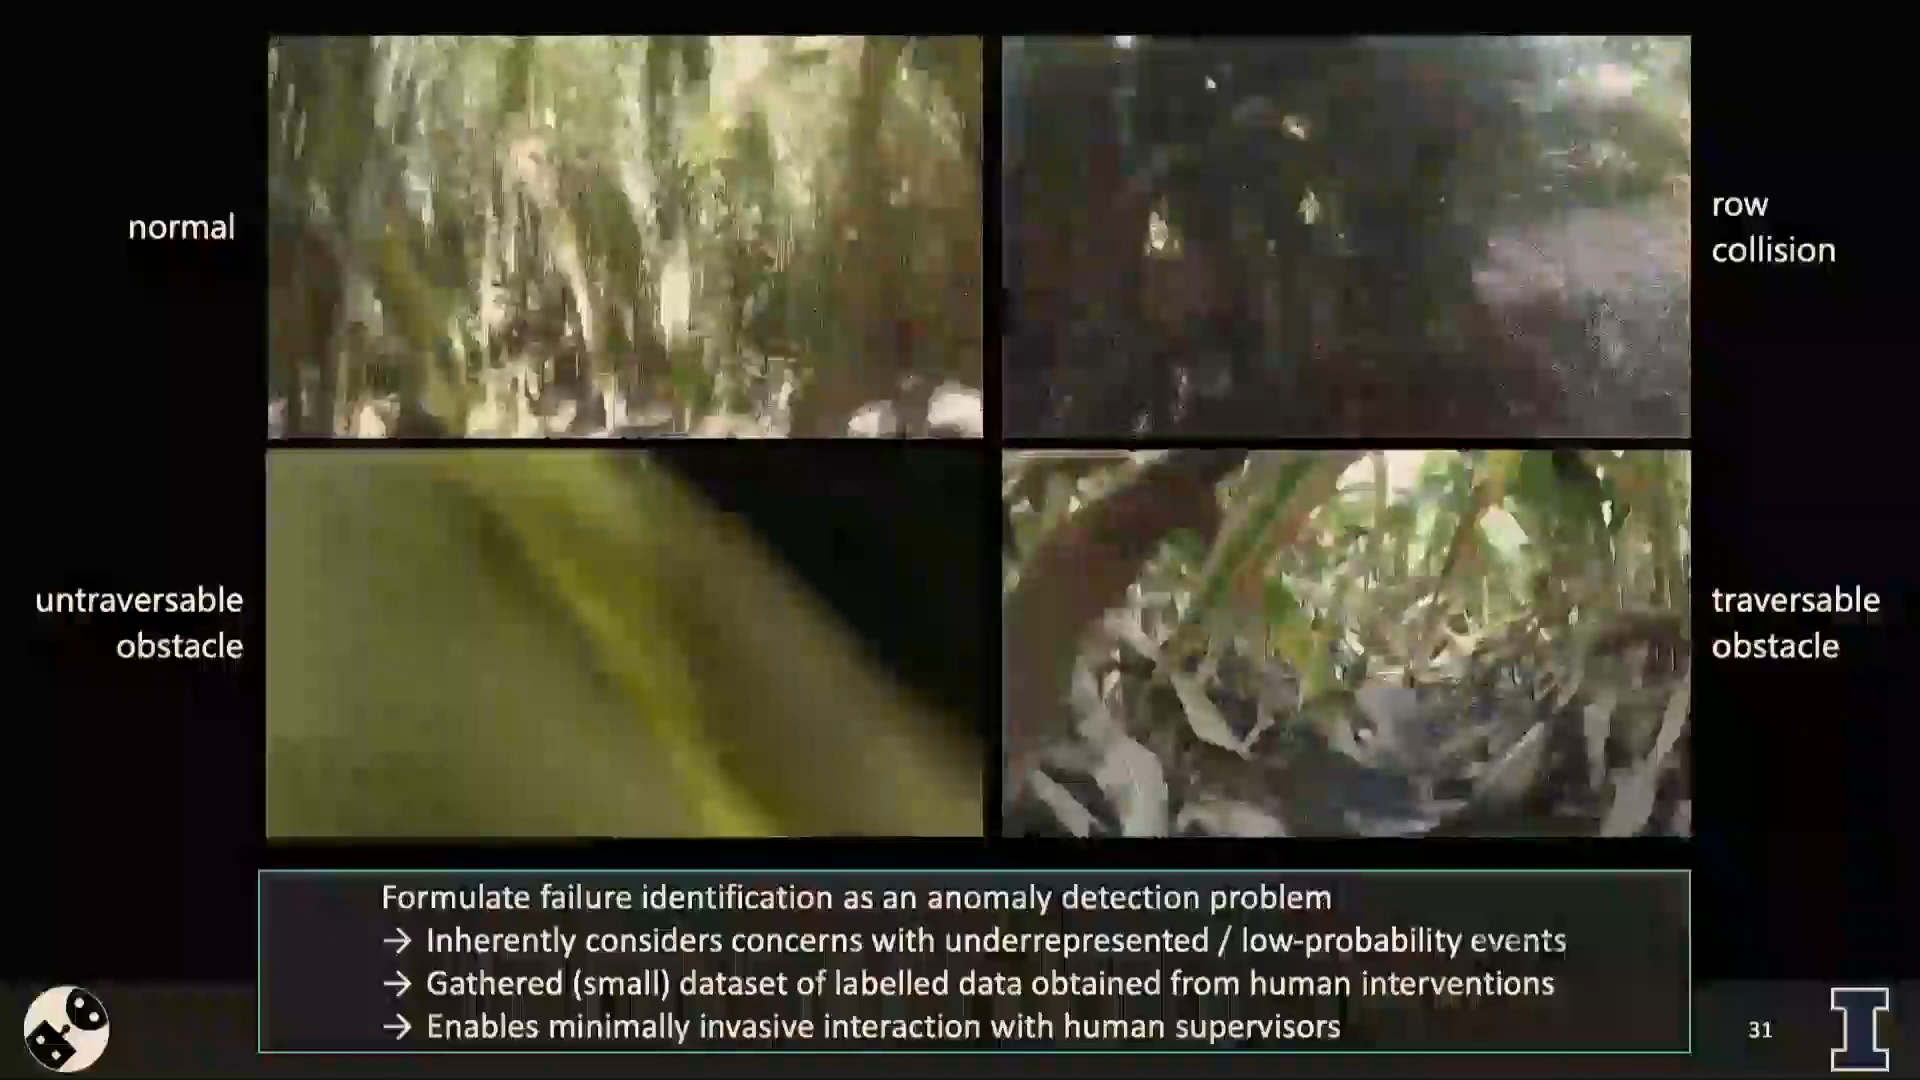 normal
row
collision
untraversable
obstacle
traversable
obstacle
Formulate failure identification as an anomaly detection problem
→ Inherently considers concerns with underrepresented / low-probability events
→ Gathered (small) dataset of labelled data obtained from human interventions
→ Enables minimally invasive interaction with human supervisors
31
I